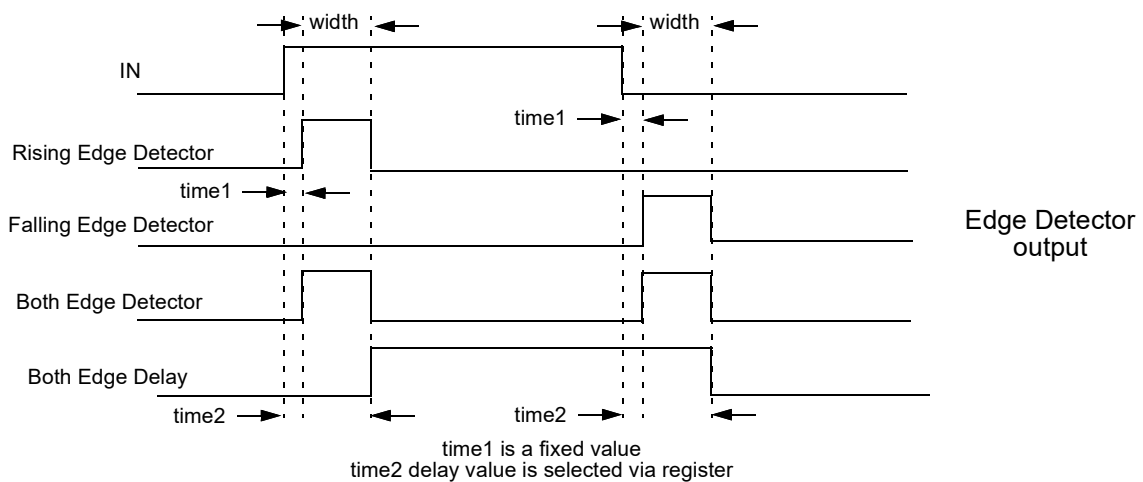 width
width
IN
time1
Rising Edge Detector
time1
Falling Edge Detector
Edge Detector
output
Both Edge Detector
Both Edge Delay
time2
time2
time1 is a fixed value
time2 delay value is selected via register